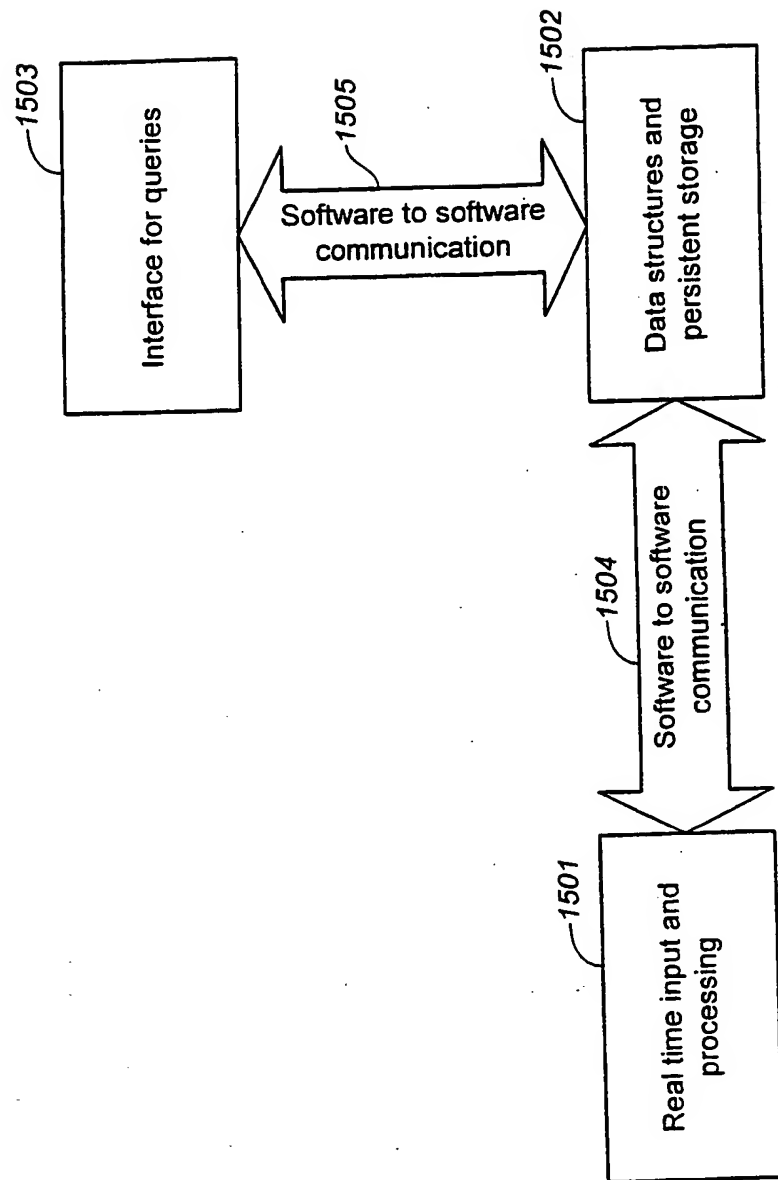 1503
Interface for queries
1505
Software to software
communication
1501
Real time input and
processing
1504
Software to software
communication
1502
Data structures and
persistent storage